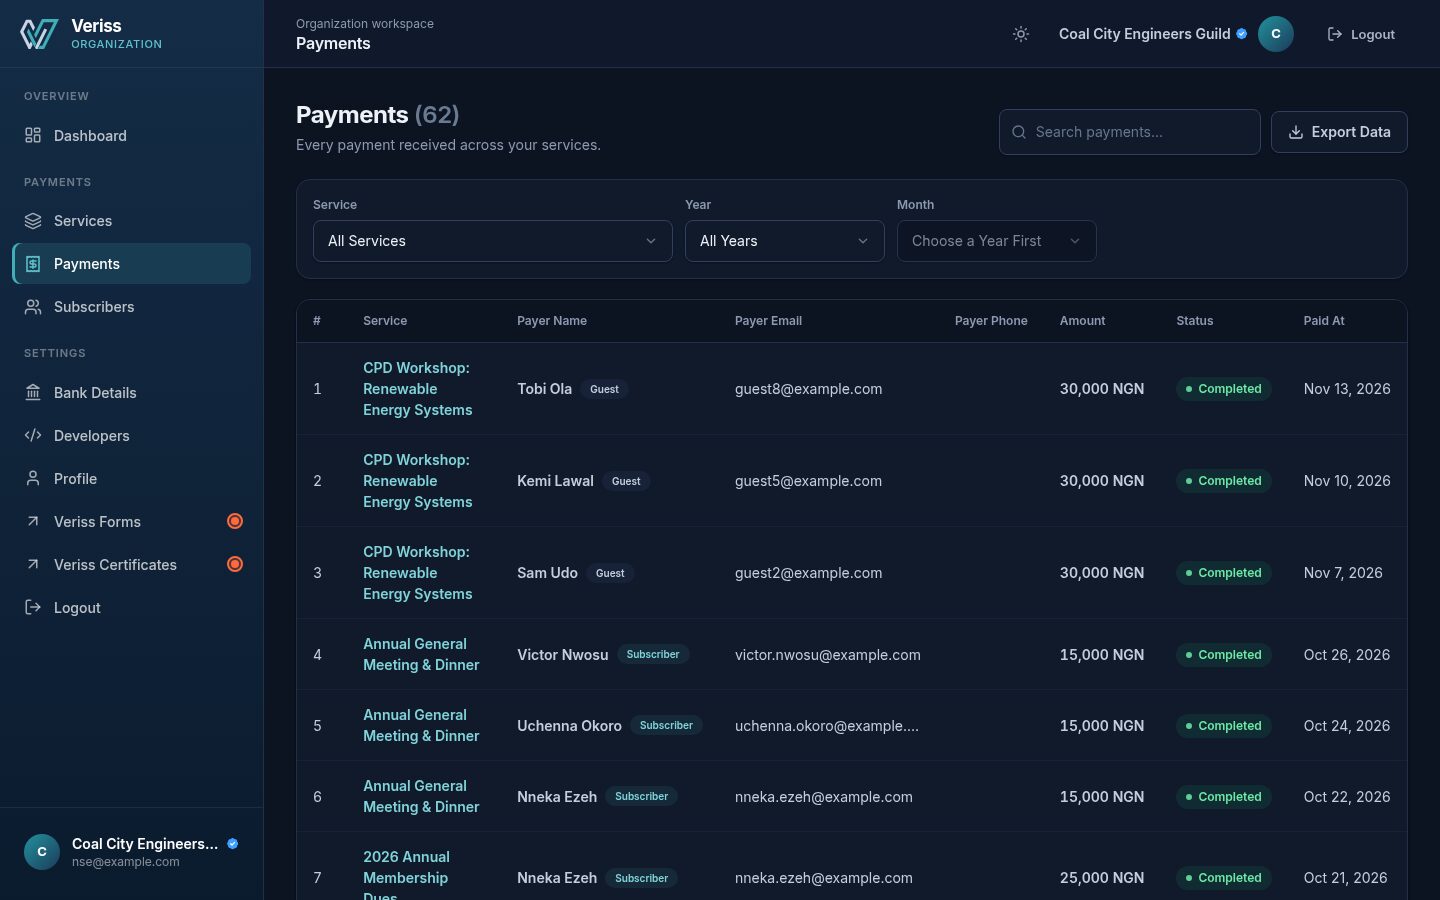 Veriss
ORGANIZATION
OVERVIEW
Dashboard
PAYMENTS
Services
Payments
Subscribers
SETTINGS
Bank Details
Developers
Profile
Veriss Forms
Veriss Certificates
Logout
Coal City Engineers...
nse@example.com
Organization workspace
Payments
Coal City Engineers Guild
C
Logout
Payments (62)
Every payment received across your services.
Search payments...
Export Data
Service
Year
Month
All Services
All Years
Choose a Year First
# Service Payer Name Payer Email Payer Phone Amount Status Paid At
CPD Workshop:
Renewable
Energy Systems
1 Tobi Ola Guest guest8@example.com 30,000 NGN Completed Nov 13, 2026
CPD Workshop:
Renewable
Energy Systems
2 Kemi Lawal Guest guest5@example.com 30,000 NGN Completed Nov 10, 2026
CPD Workshop:
Renewable
Energy Systems
3 Sam Udo Guest guest2@example.com 30,000 NGN Completed Nov 7, 2026
Annual General
Meeting & Dinner
4 Victor Nwosu Subscriber victor.nwosu@example.com 15,000 NGN Completed Oct 26, 2026
Annual General
Meeting & Dinner
5 Uchenna Okoro Subscriber uchenna.okoro@example.... 15,000 NGN Completed Oct 24, 2026
Annual General
Meeting & Dinner
6 Nneka Ezeh Subscriber nneka.ezeh@example.com 15,000 NGN Completed Oct 22, 2026
2026 Annual
Membership
Dues
7 Nneka Ezeh Subscriber nneka.ezeh@example.com 25,000 NGN Completed Oct 21, 2026
C